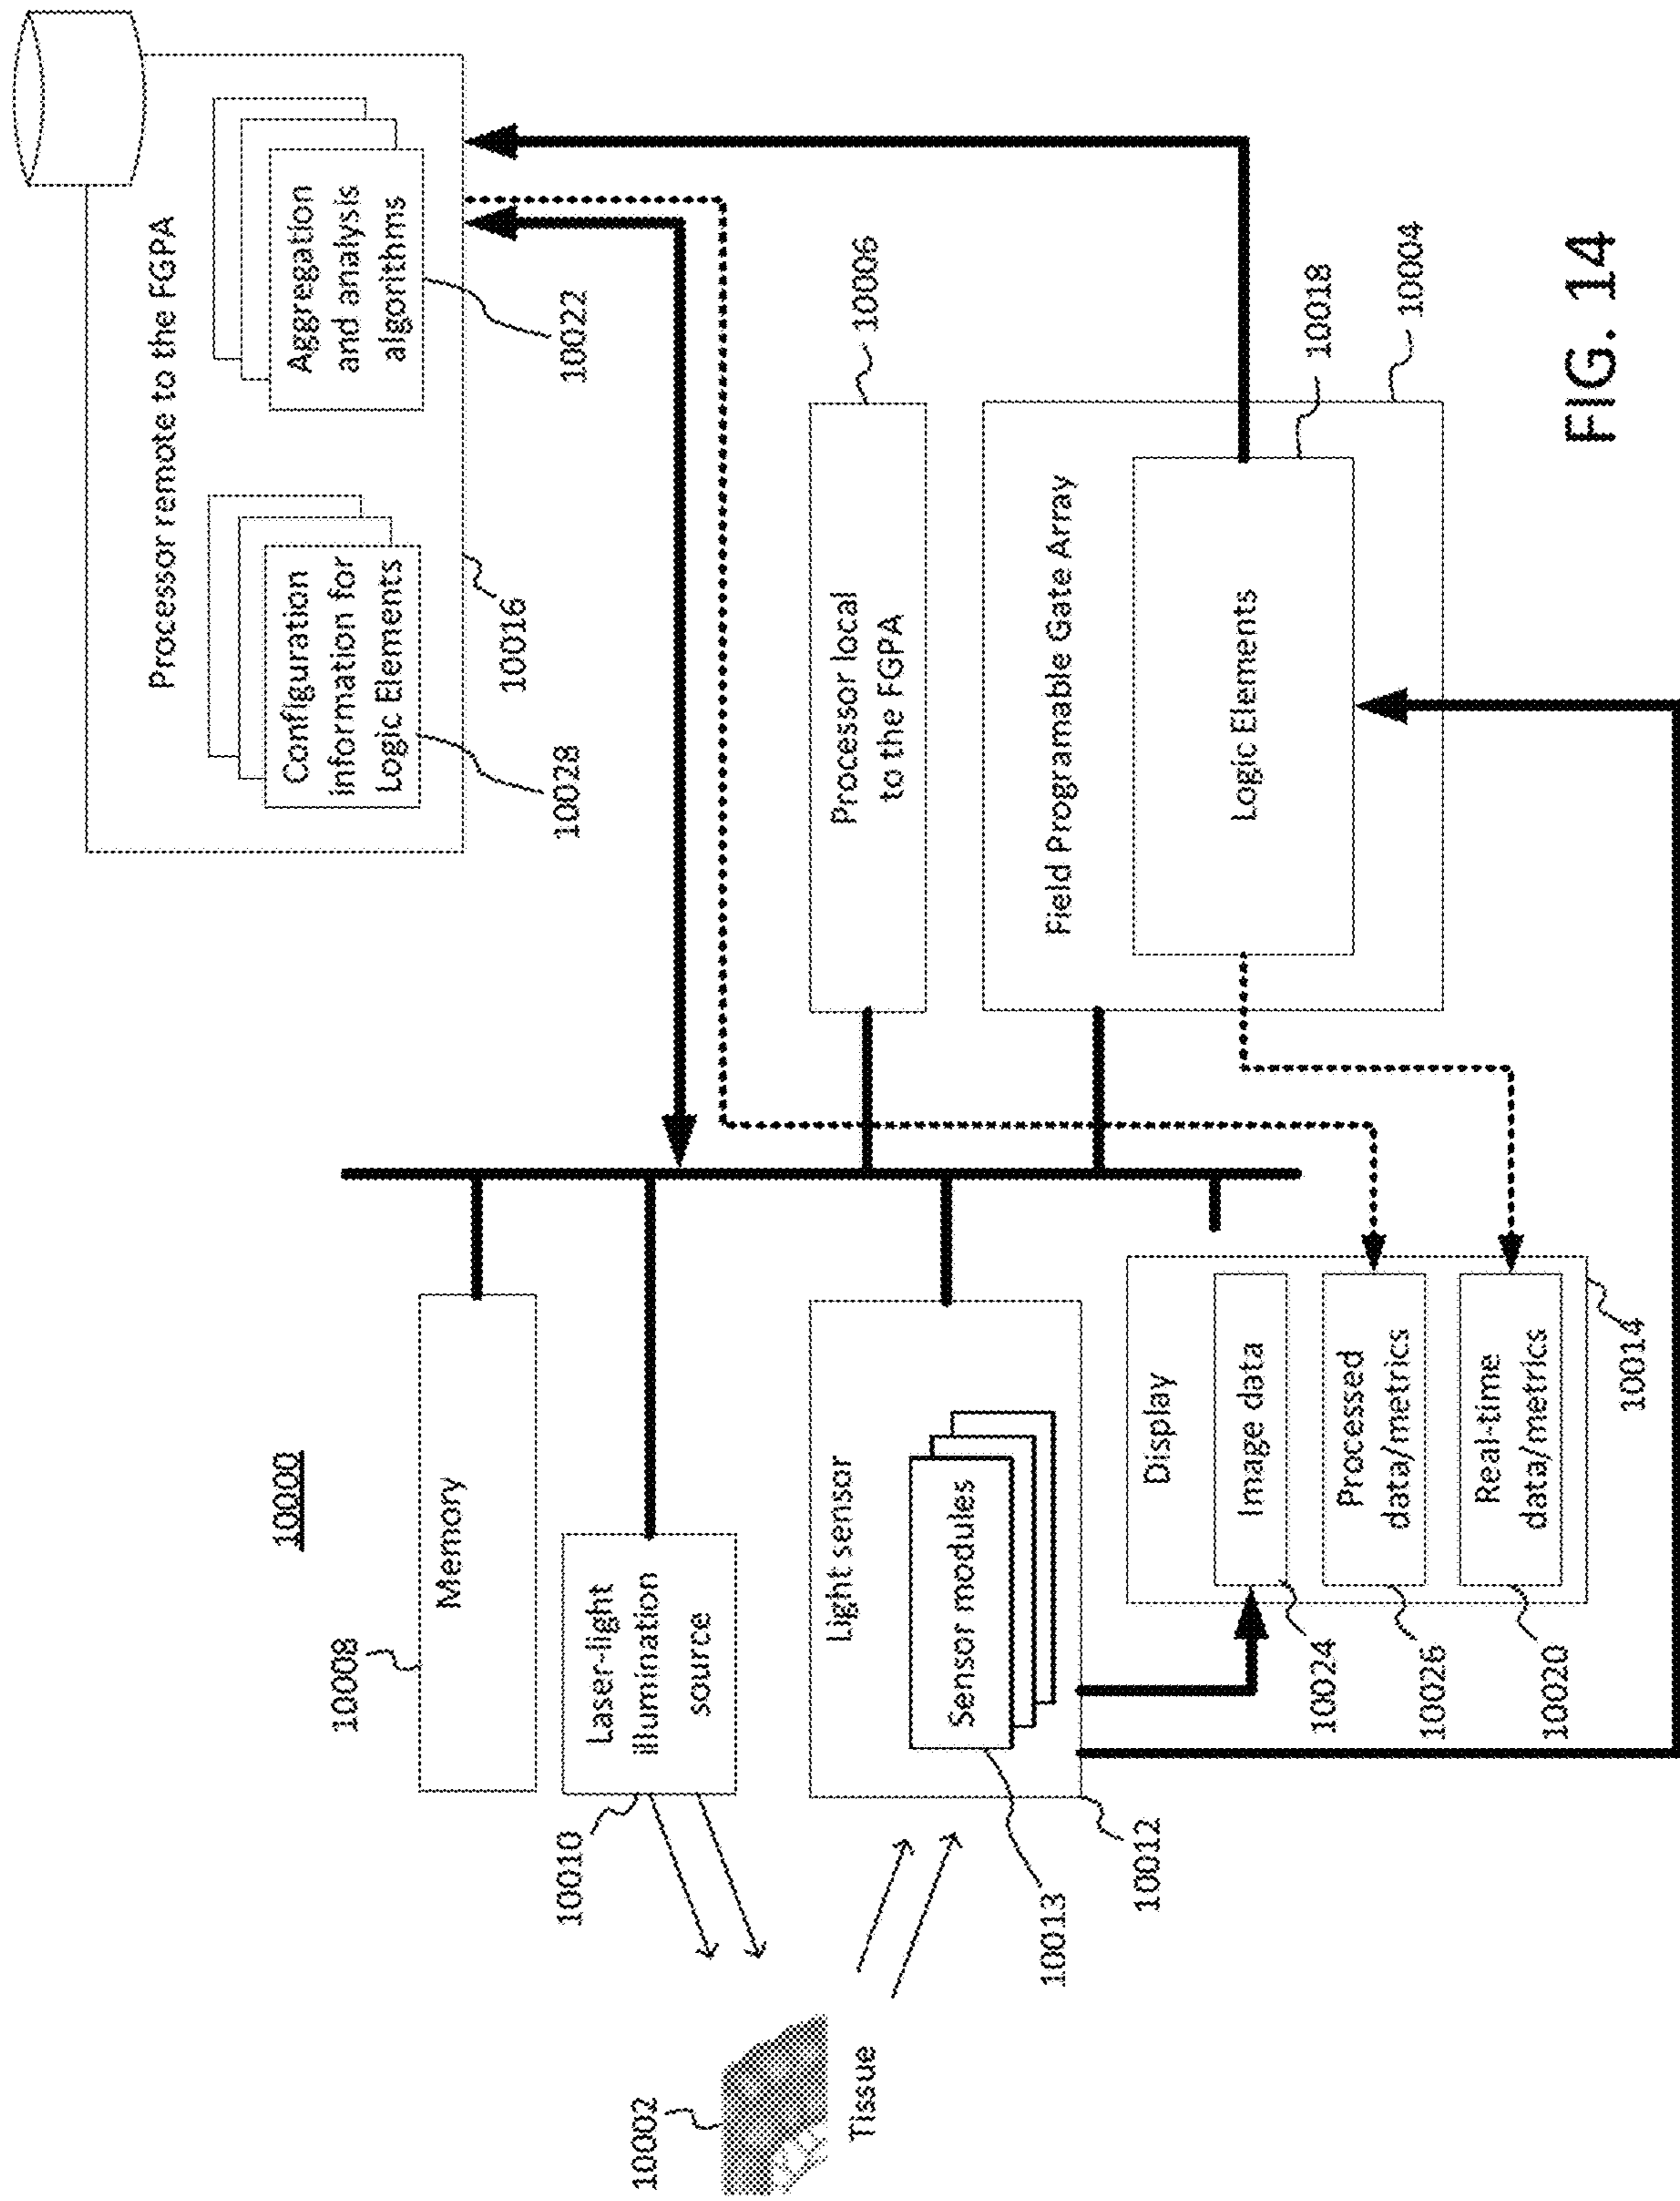 10000
10008
Memory
10010
Laser-light
illumination
source
10002
Tissue
Light sensor
Sensor modules
10013
10012
Display
Image data
Processed
data/metrics
Real-time
data/metrics
10024
10026
10020
10014
Processor remote to the FGPA
Configuration
information for
Logic Elements
10028
10016
Aggregation
and analysis
algorithms
10022
Processor local
to the FGPA
10006
Field Programable Gate Array
Logic Elements
10018
10004
FIG. 14